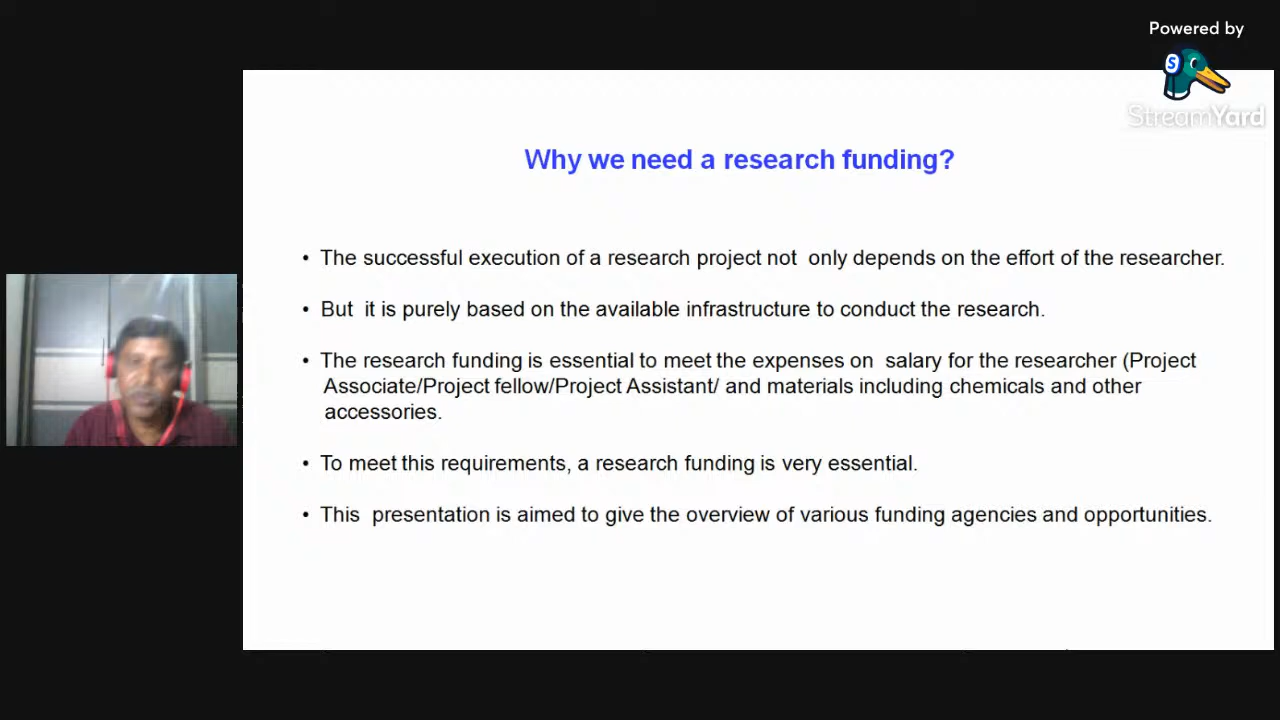 Powered by
S
StreamYard
Why we need a research funding?
• The successful execution of a research project not only depends on the effort of the researcher.
• But it is purely based on the available infrastructure to conduct the research.
• The research funding is essential to meet the expenses on salary for the researcher (Project
Associate/Project fellow/Project Assistant/ and materials including chemicals and other
accessories.
• To meet this requirements, a research funding is very essential.
• This presentation is aimed to give the overview of various funding agencies and opportunities.